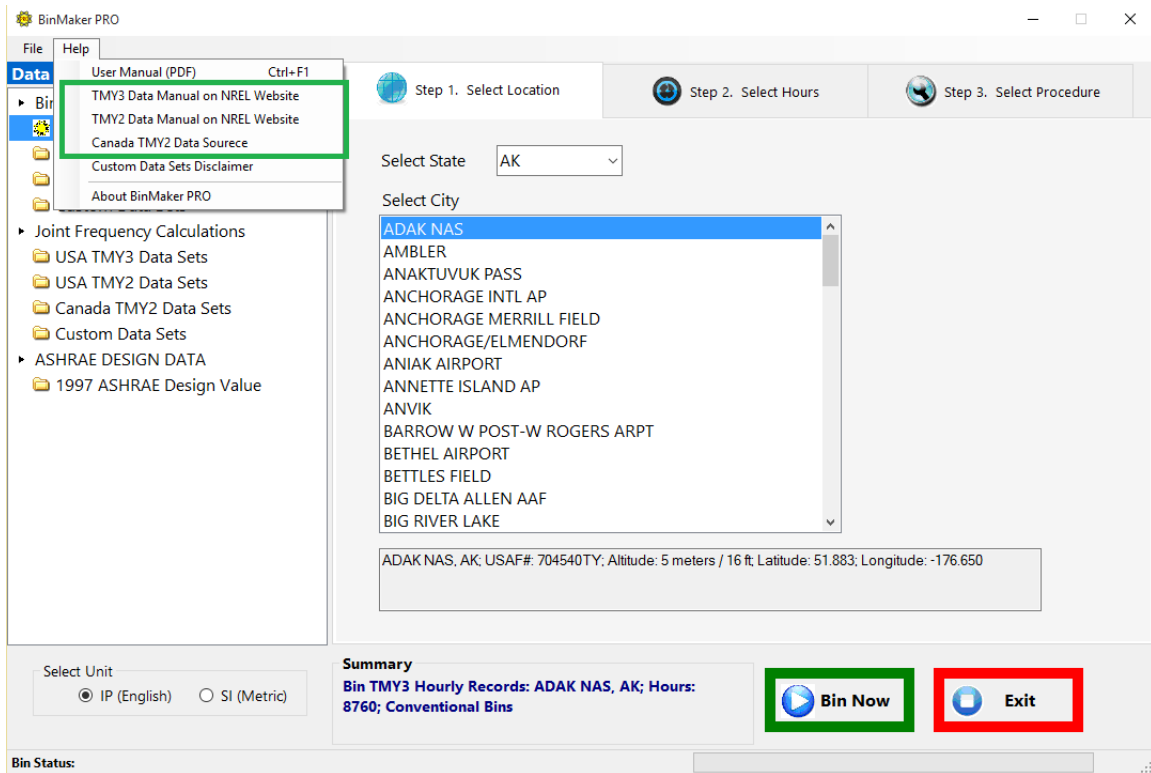 BinMaker PRO
File Help
User Manual (PDF) Ctrl+F1
TMY3 Data Manual on NREL Website
TMY2 Data Manual on NREL Website
Canada TMY2 Data Sourece
Custom Data Sets Disclaimer
About BinMaker PRO
Data
Joint Frequency Calculations
USA TMY3 Data Sets
USA TMY2 Data Sets
Canada TMY2 Data Sets
Custom Data Sets
ASHRAE DESIGN DATA
1997 ASHRAE Design Value
Step 1. Select Location
Step 2. Select Hours
Step 3. Select Procedure
Select State AK
Select City
ADAK NAS
AMBLER
ANAKTUVUK PASS
ANCHORAGE INTL AP
ANCHORAGE MERRILL FIELD
ANCHORAGE/ELMENDORF
ANIAK AIRPORT
ANNETTE ISLAND AP
ANVIK
BARROW W POST-W ROGERS ARPT
BETHEL AIRPORT
BETTLES FIELD
BIG DELTA ALLEN AAF
BIG RIVER LAKE
ADAK NAS, AK; USAF#: 704540TY; Altitude: 5 meters / 16 ft; Latitude: 51.883; Longitude: -176.650
Select Unit
IP (English) SI (Metric)
Summary
Bin TMY3 Hourly Records: ADAK NAS, AK; Hours:
8760; Conventional Bins
Bin Now
Exit
Bin Status: